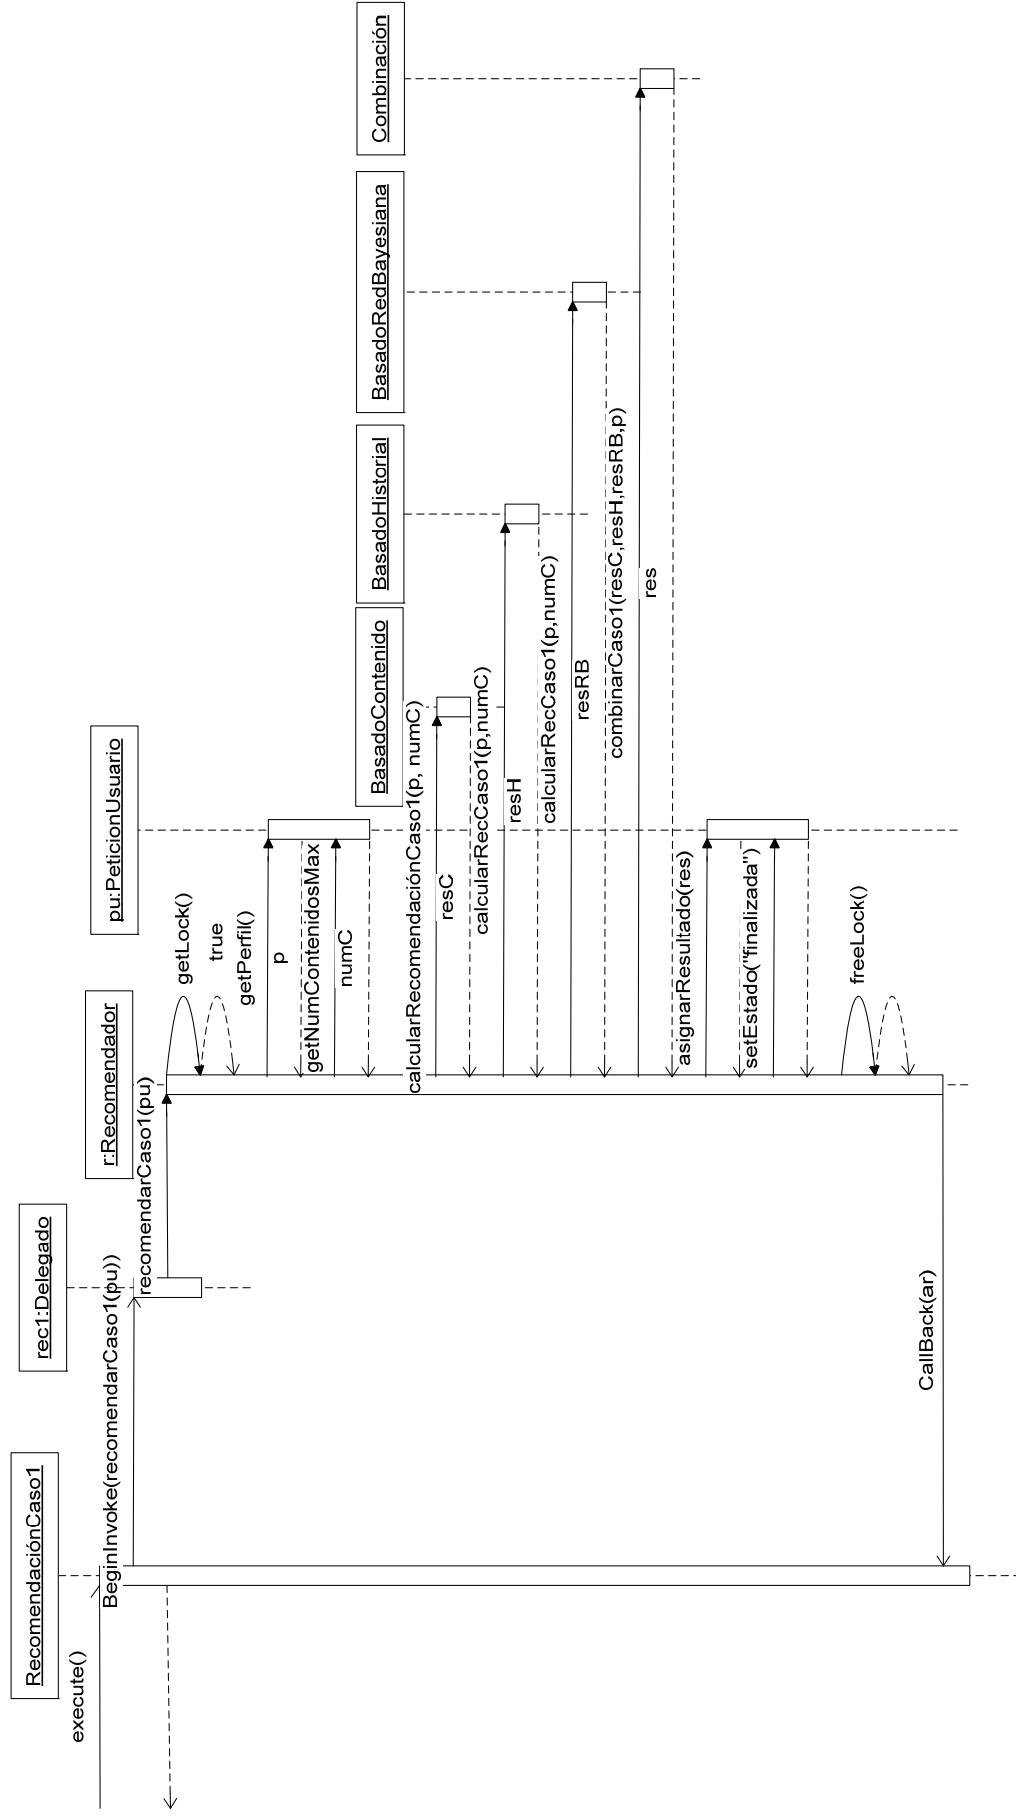 RecomendaciónCaso1
rec1:Delegado
r:Recomendador
pu:PeticionUsuario
BasadoContenido
BasadoHistorial
BasadoRedBayesiana
Combinación
execute()
BeginInvoke(recomendarCaso1(pu))
recomendarCaso1(pu)
getLock()
true
getPerfil()
p
getNumContenidosMax
numC
calcularRecomendaciónCaso1(p, numC)
resC
calcularRecCaso1(p,numC)
resH
calcularRecCaso1(p,numC)
resRB
combinarCaso1(resC,resH,resRB,p)
res
asignarResultado(res)
setEstado("finalizada")
freeLock()
CallBack(ar)